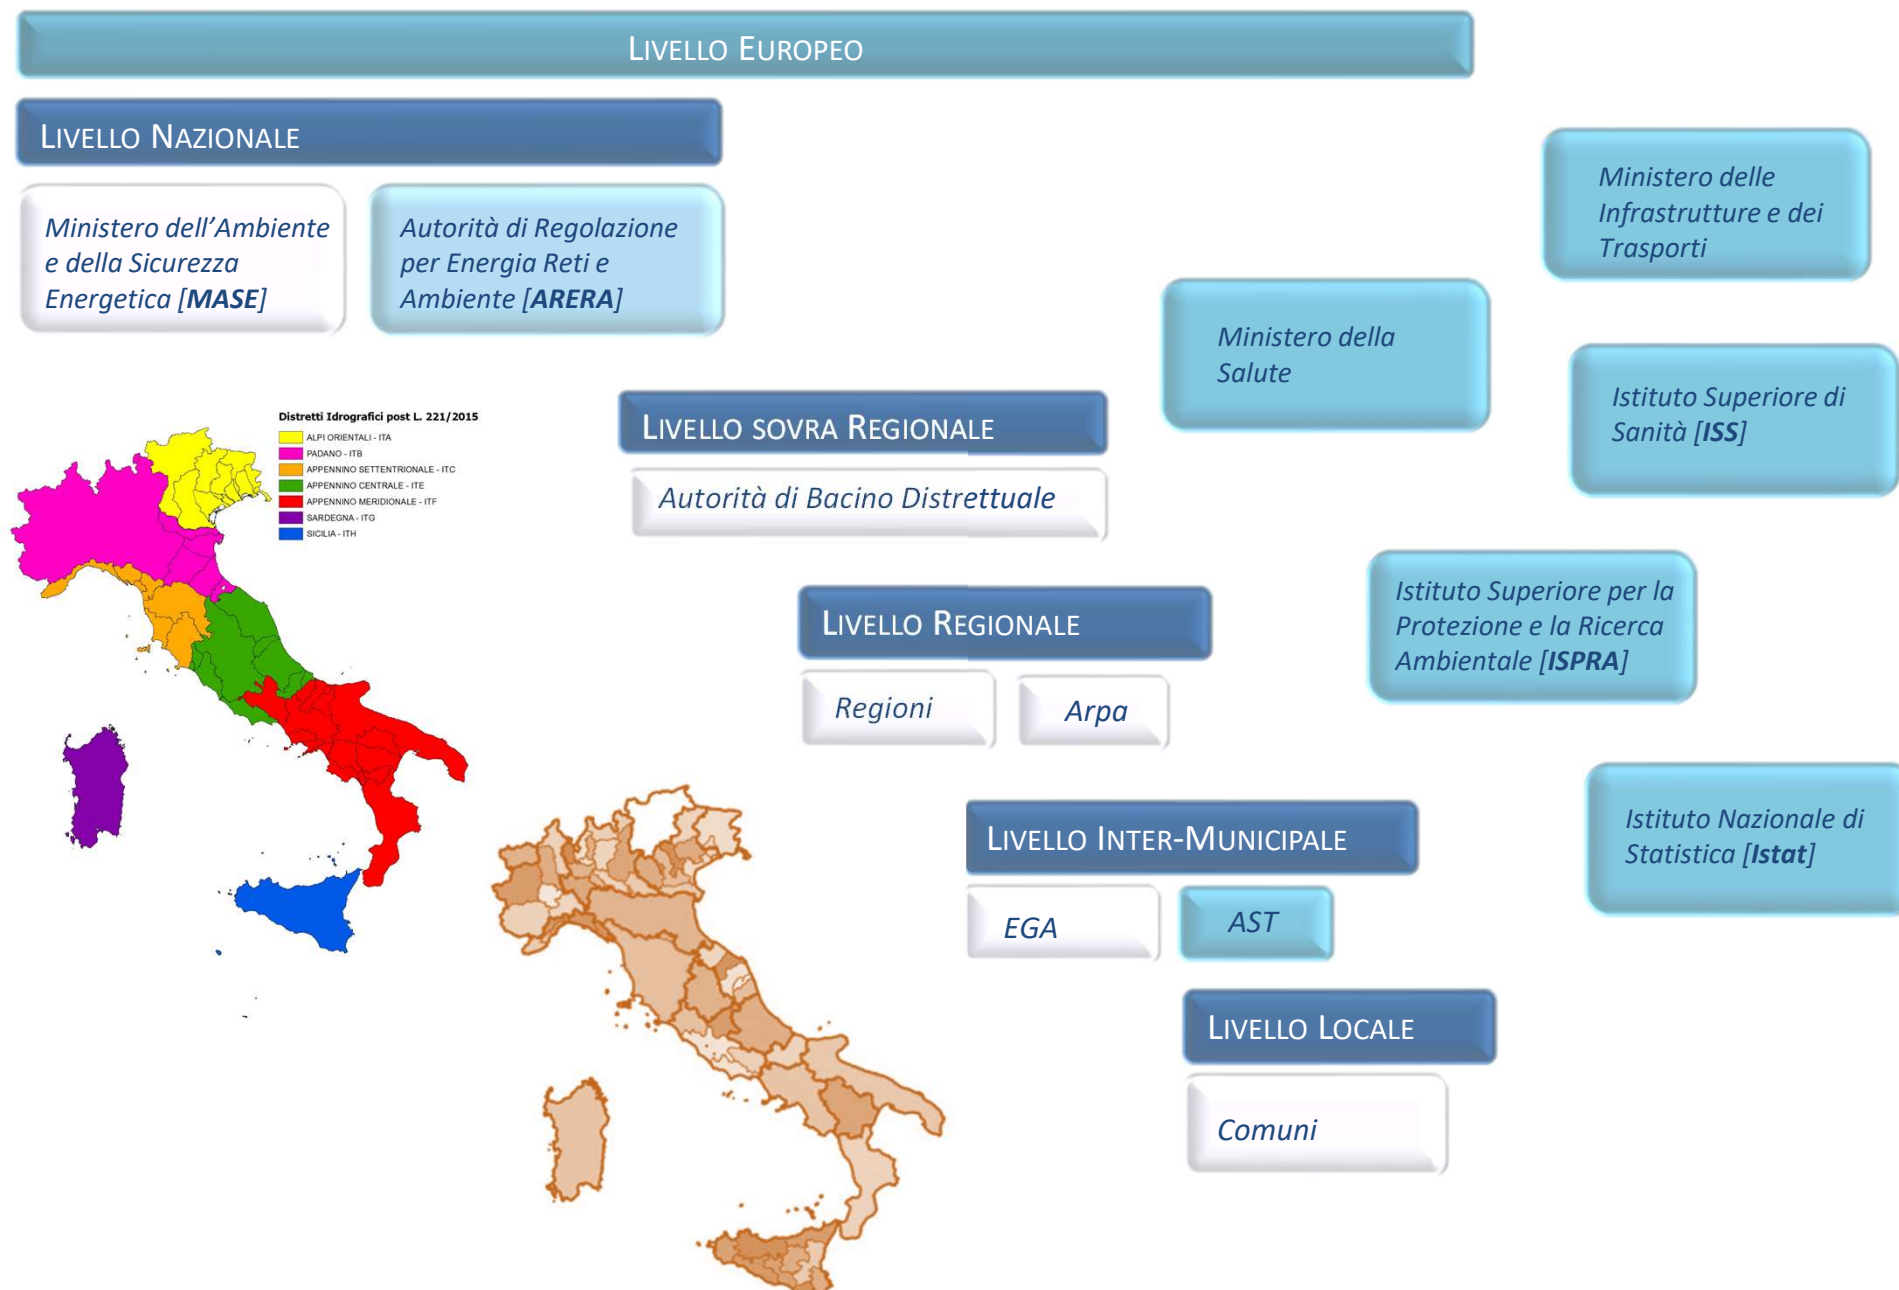 LIVELLO EUROPEO
LIVELLO NAZIONALE
Ministero dell’Ambiente
e della Sicurezza
Energetica [MASE]
Autorità di Regolazione
per Energia Reti e
Ambiente [ARERA]
Ministero delle
Infrastrutture e dei
Trasporti
Ministero della
Salute
Istituto Superiore di
Sanità [ISS]
Distretti Idrografici post L. 221/2015
ALPI ORIENTALI - ITA
PADANO - ITB
APPENNINO SETTENTRIONALE - ITC
APPENNINO CENTRALE - ITE
APPENNINO MERIDIONALE - ITF
SARDEGNA - ITG
SICILIA - ITH
LIVELLO SOVRA REGIONALE
Autorità di Bacino Distrettuale
LIVELLO REGIONALE
Regioni
Arpa
Istituto Superiore per la
Protezione e la Ricerca
Ambientale [ISPRA]
LIVELLO INTER-MUNICIPALE
EGA
AST
Istituto Nazionale di
Statistica [Istat]
LIVELLO LOCALE
Comuni